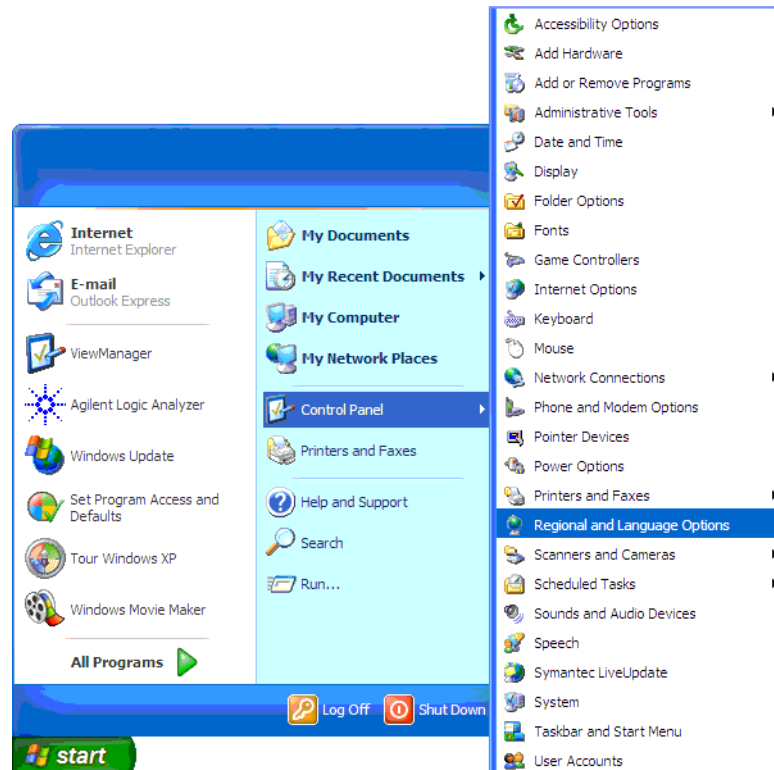 Internet
Internet Explorer
E-mail
Outlook Express
ViewManager
Agilent Logic Analyzer
Windows Update
Set Program Access and
Defaults
Tour Windows XP
Windows Movie Maker
All Programs
My Documents
My Recent Documents
My Computer
My Network Places
Control Panel
Printers and Faxes
Help and Support
Search
Run...
Log Off
Shut Down
start
Accessibility Options
Add Hardware
Add or Remove Programs
Administrative Tools
Date and Time
Display
Folder Options
Fonts
Game Controllers
Internet Options
Keyboard
Mouse
Network Connections
Phone and Modem Options
Pointer Devices
Power Options
Printers and Faxes
Regional and Language Options
Scanners and Cameras
Scheduled Tasks
Sounds and Audio Devices
Speech
Symantec LiveUpdate
System
Taskbar and Start Menu
User Accounts